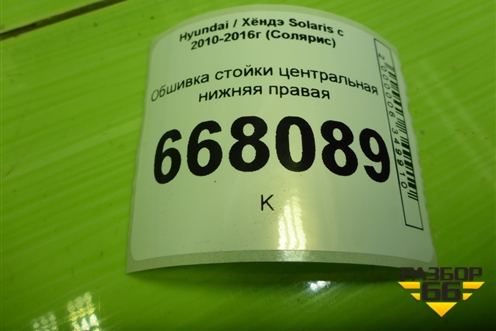 Hyundai / Хёндэ Solaris с
2010-2016г (Солярис)
Обшивка стойки центральная
нижняя правая
668089
К
РАЗБОР
66